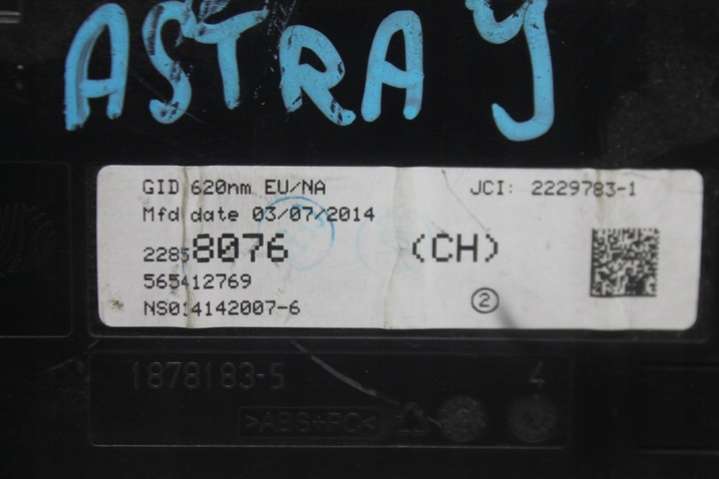 ASTRA J
GID 620nm EU/NA JCI: 2229783-1
Mfd date 03/07/2014
22858076 (CH)
565412769
NS014142007-6 2
1878183-5 4
>ABS+PC<